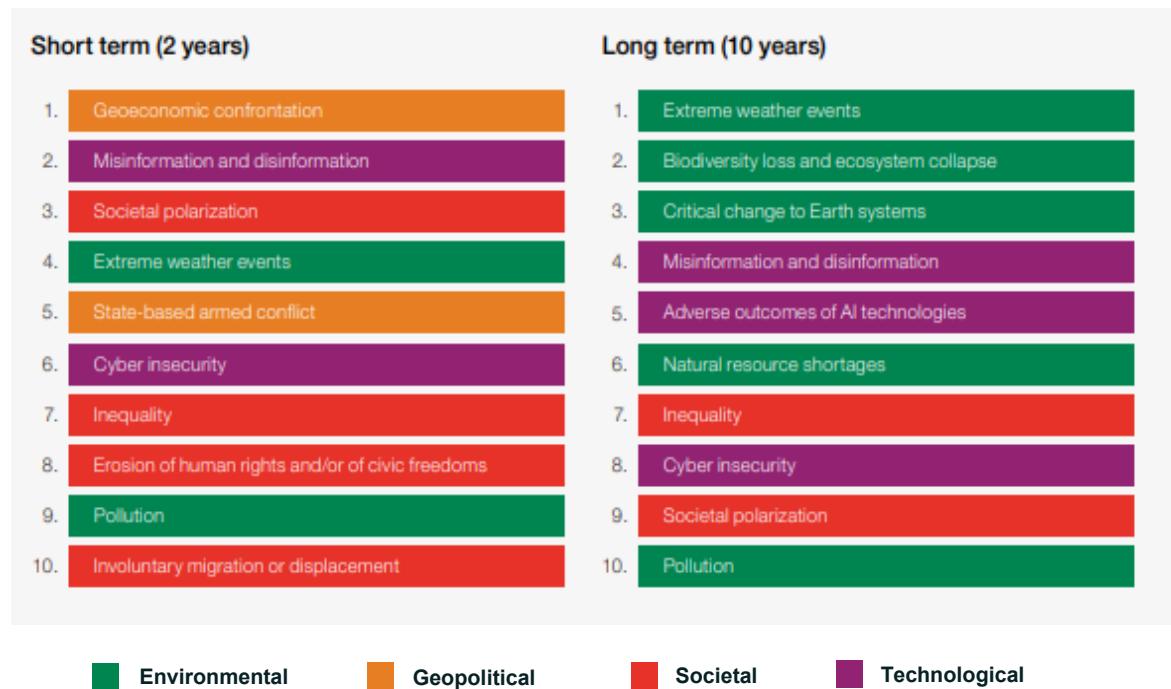 Short term (2 years)
1. Geoeconomic confrontation
2. Misinformation and disinformation
3. Societal polarization
4. Extreme weather events
5. State-based armed conflict
6. Cyber insecurity
7. Inequality
8. Erosion of human rights and/or of civic freedoms
9. Pollution
10. Involuntary migration or displacement
Long term (10 years)
1. Extreme weather events
2. Biodiversity loss and ecosystem collapse
3. Critical change to Earth systems
4. Misinformation and disinformation
5. Adverse outcomes of AI technologies
6. Natural resource shortages
7. Inequality
8. Cyber insecurity
9. Societal polarization
10. Pollution
Environmental
Geopolitical
Societal
Technological